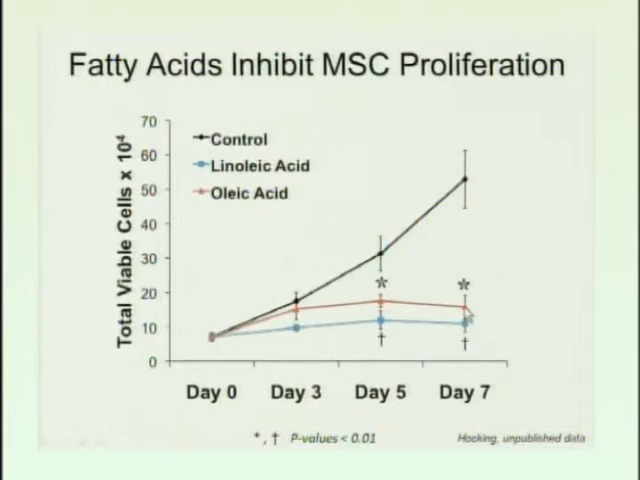 Fatty Acids Inhibit MSC Proliferation
Total Viable Cells x 10⁴
70
60
50
40
30
20
10
0
Control
Linoleic Acid
Oleic Acid
*
*
†
†
Day 0 Day 3 Day 5 Day 7
*, † P-values < 0.01
Hocking, unpublished data